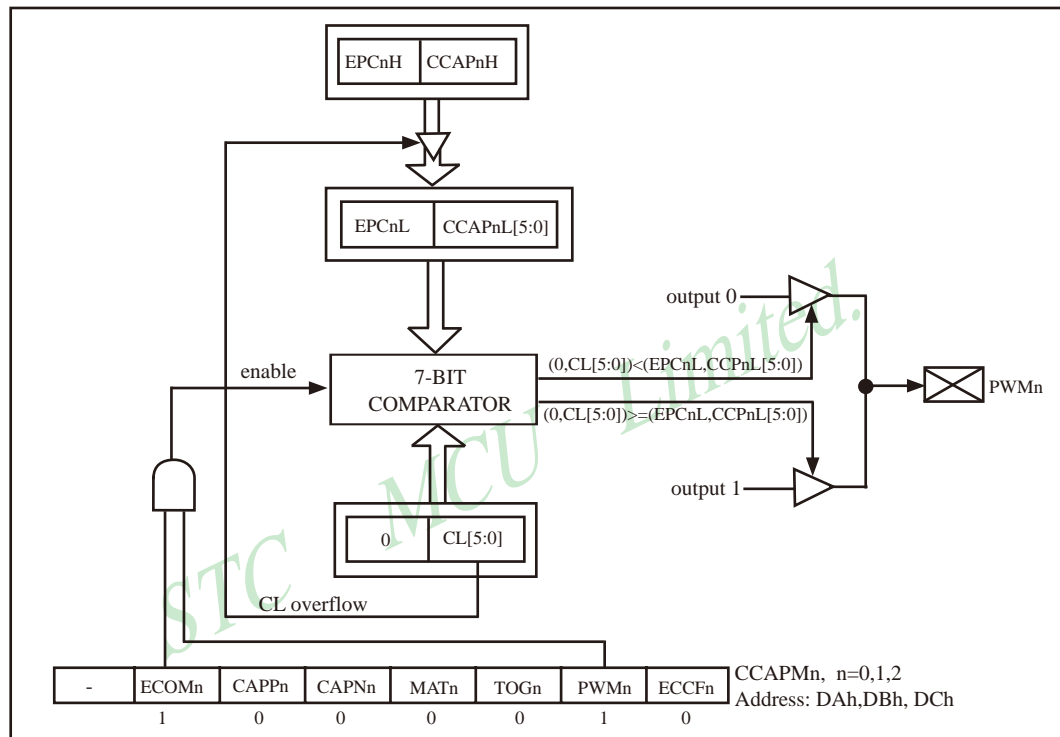 EPCnH CCAPnH
EPCnL CCAPnL[5:0]
output 0
enable
7-BIT
COMPARATOR
(0,CL[5:0])<(EPCnL,CCPnL[5:0])
(0,CL[5:0])>=(EPCnL,CCPnL[5:0])
PWMn
output 1
0 CL[5:0]
CL overflow
STC MCU Limited.
- ECOMn CAPPn CAPNn MATn TOGn PWMn ECCFn
1 0 0 0 0 1 0
CCAPMn, n=0,1,2
Address: DAh,DBh, DCh